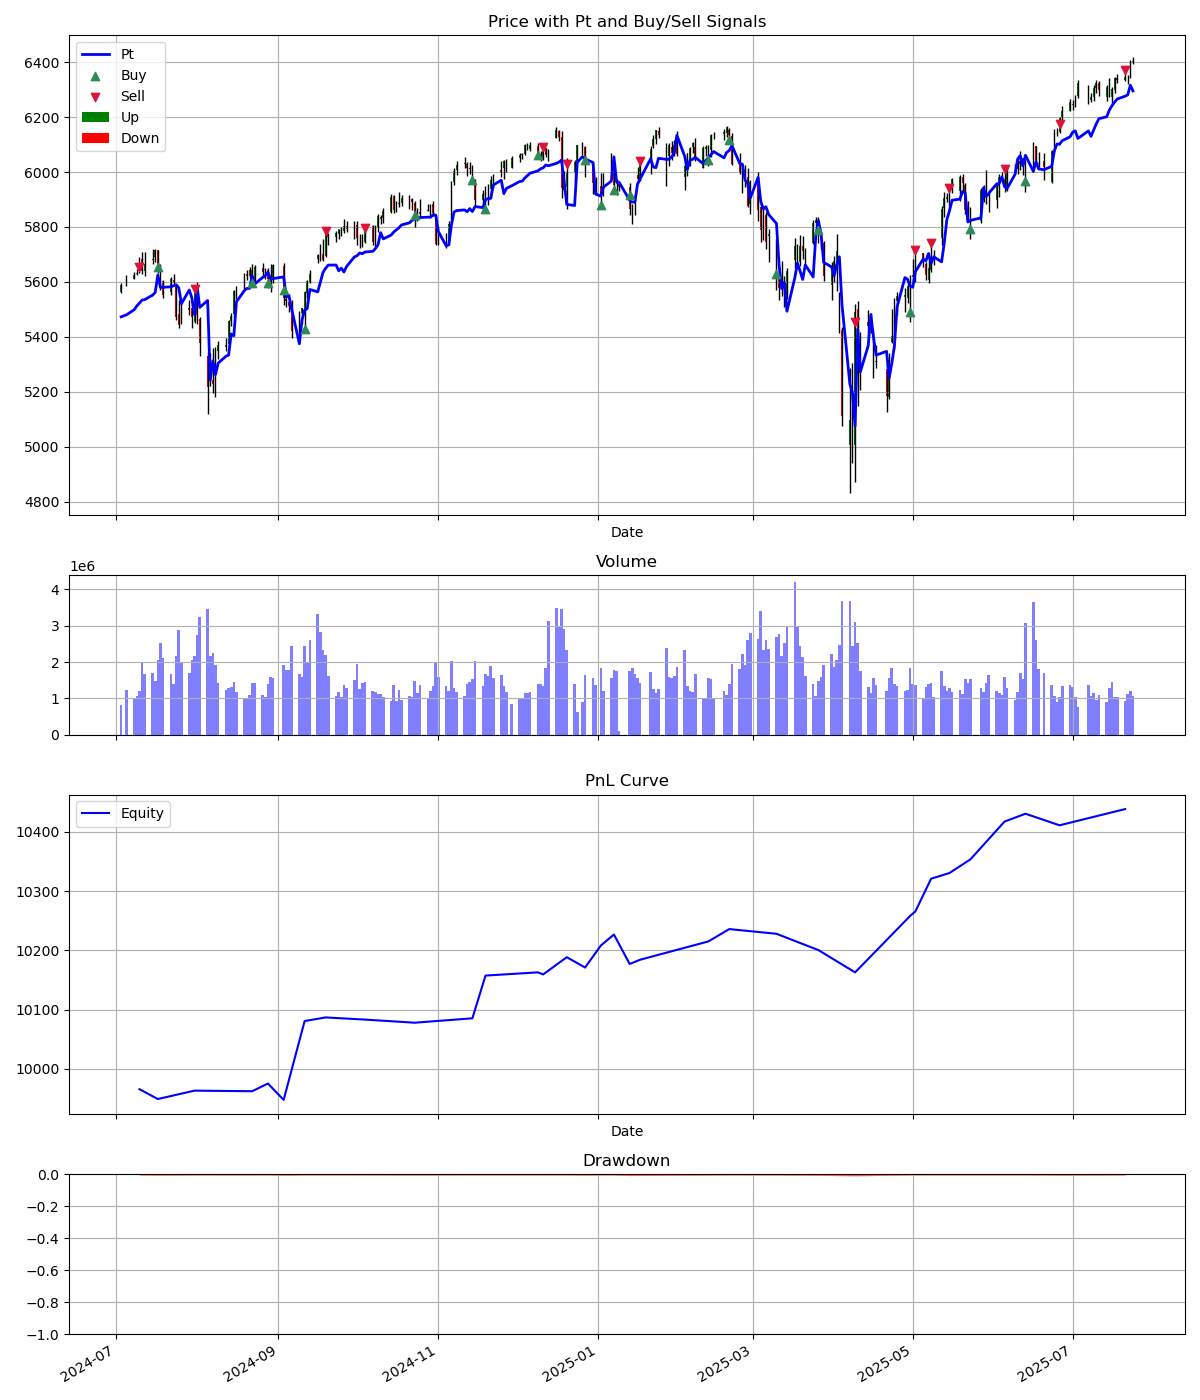 Price with Pt and Buy/Sell Signals
Pt
Buy
Sell
Up
Down
6400
6200
6000
5800
5600
5400
5200
5000
4800
Date
Volume
1e6
4
3
2
1
0
PnL Curve
Equity
10400
10300
10200
10100
10000
Date
Drawdown
0.0
−0.2
−0.4
−0.6
−0.8
−1.0
2024-07
2024-09
2024-11
2025-01
2025-03
2025-05
2025-07